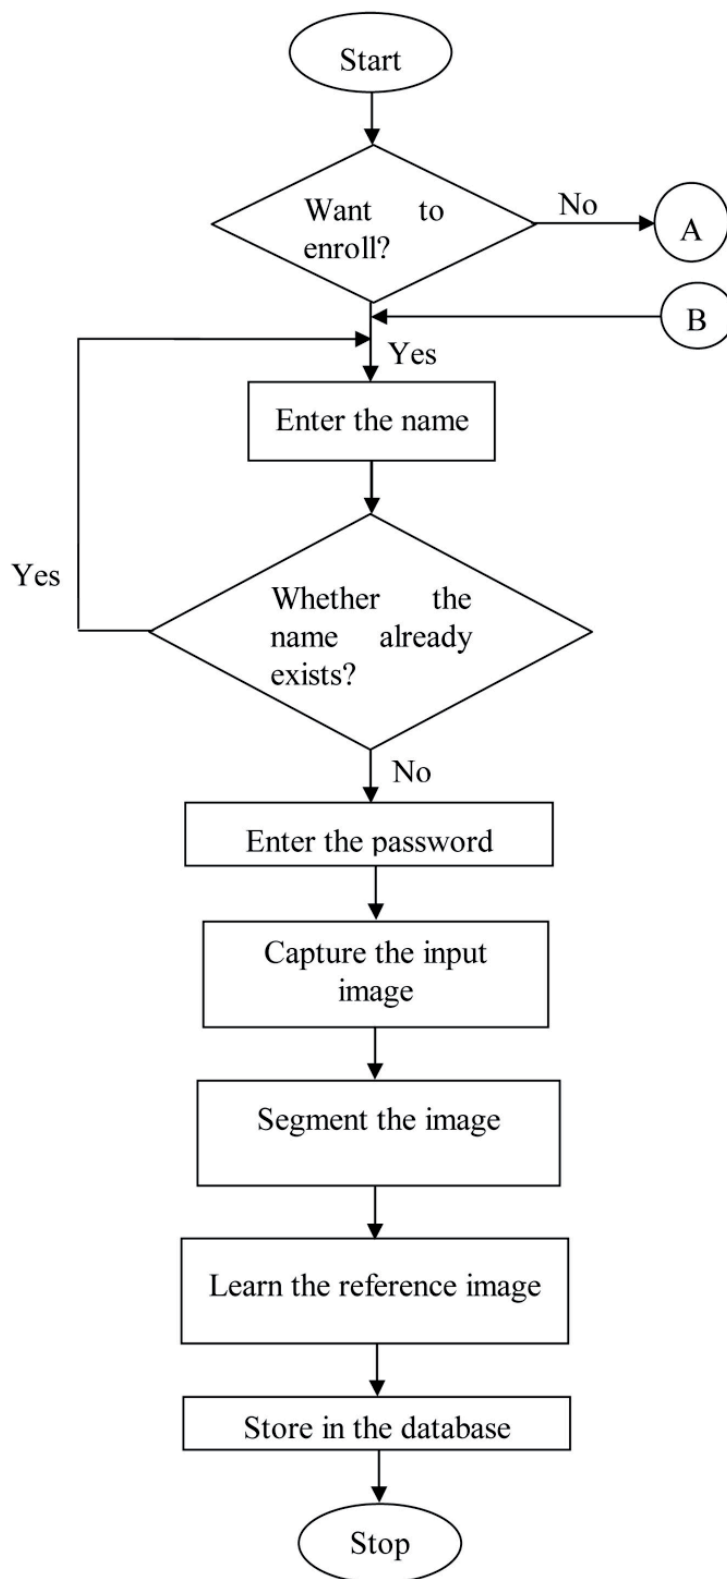 Start
Want to
enroll?
No
A
B
Yes
Enter the name
Yes
Whether the
name already
exists?
No
Enter the password
Capture the input
image
Segment the image
Learn the reference image
Store in the database
Stop